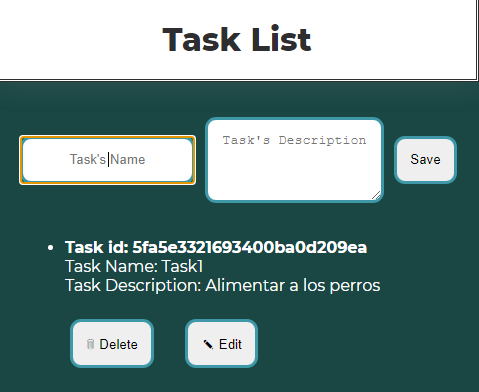 Task List
Task's Name
Task's Description
Save
Task id: 5fa5e3321693400ba0d209ea
Task Name: Task1
Task Description: Alimentar a los perros
Delete
Edit